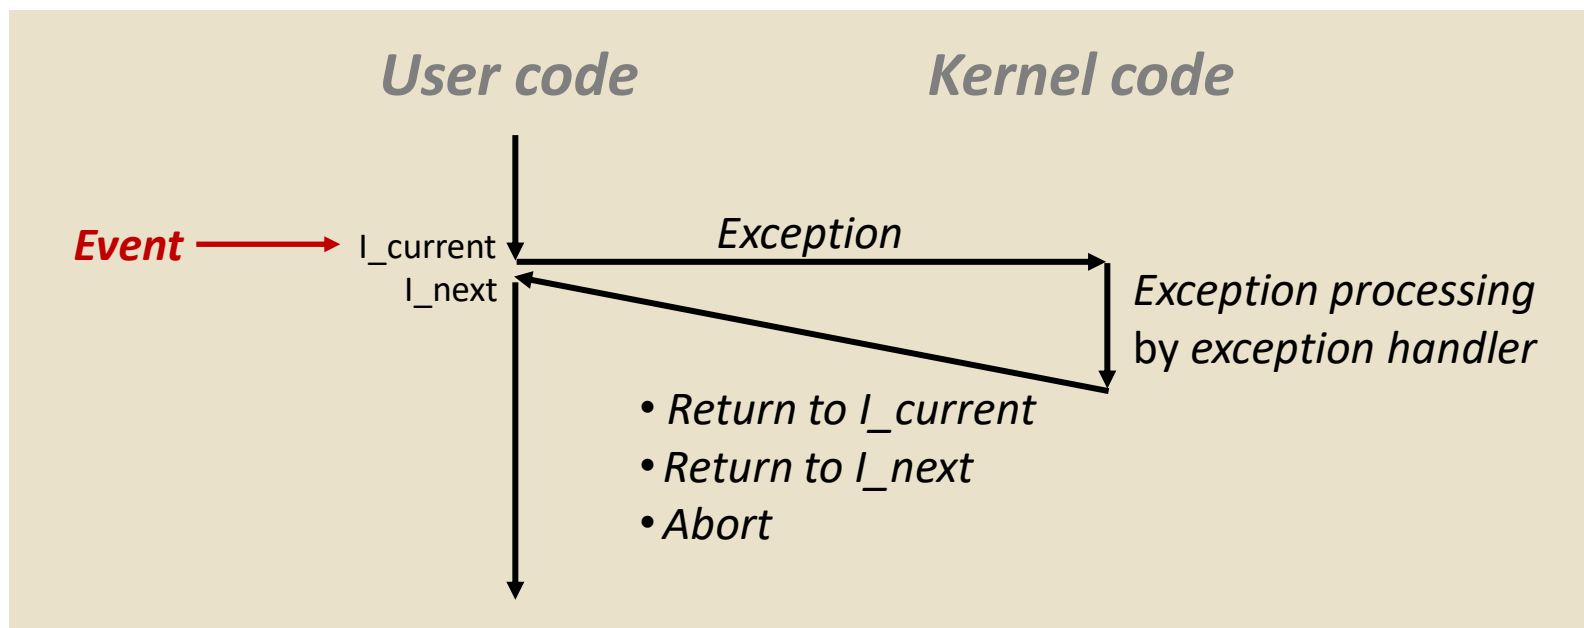 User code
Kernel code
Event
I_current
Exception
I_next
Exception processing
by exception handler
• Return to I_current
• Return to I_next
• Abort